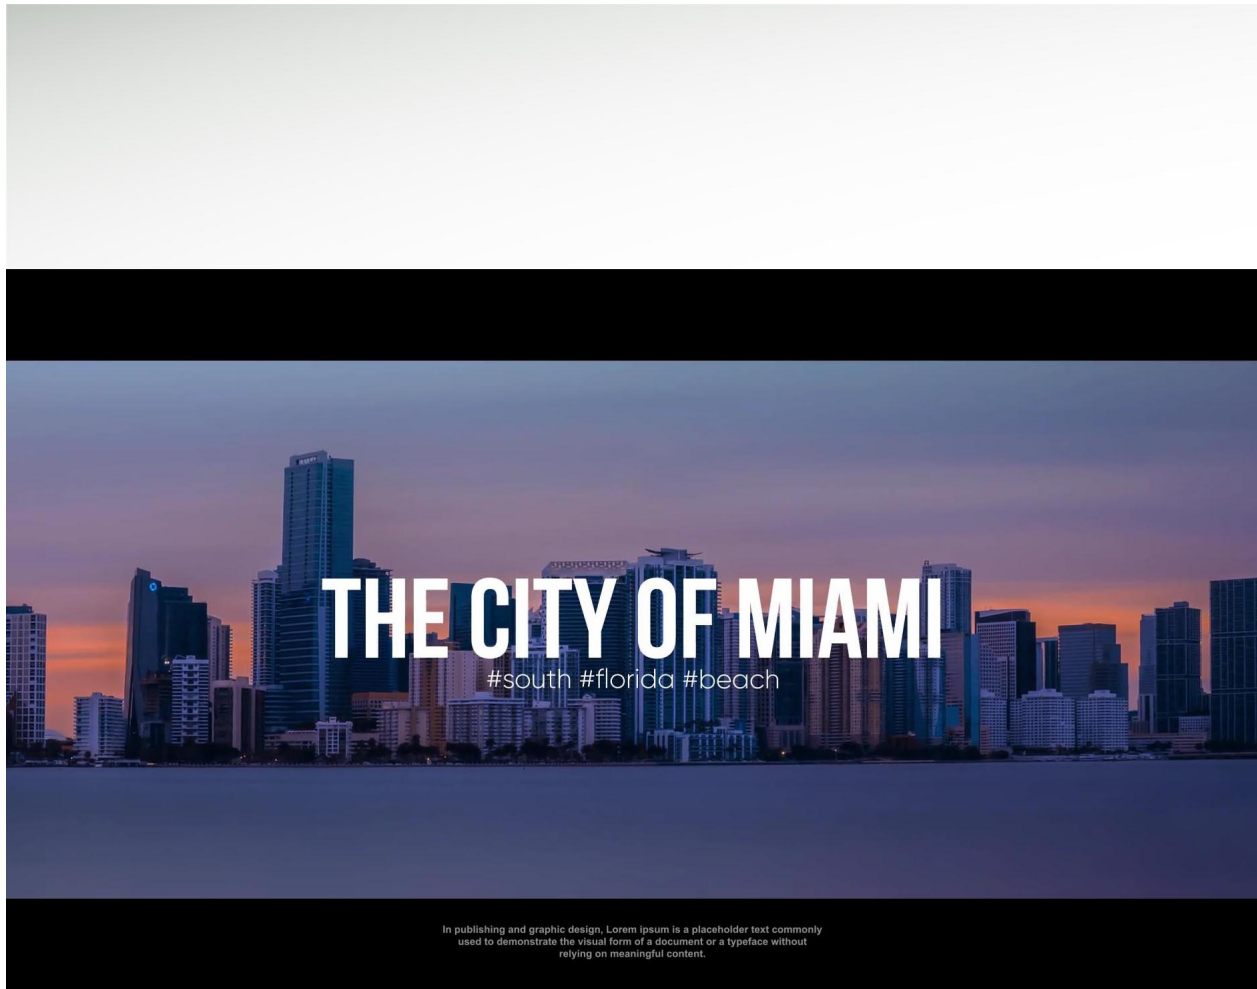 THE CITY OF MIAMI
#south #florida #beach
In publishing and graphic design, Lorem ipsum is a placeholder text commonly
used to demonstrate the visual form of a document or a typeface without
relying on meaningful content.